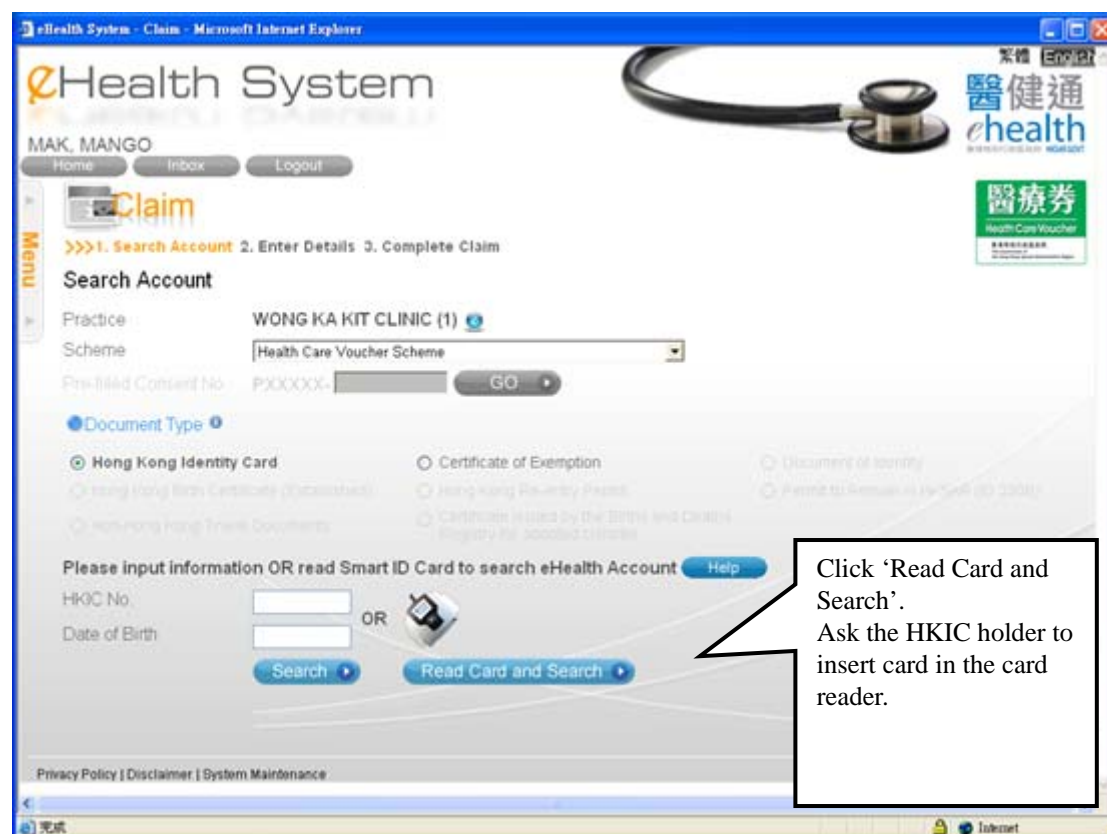 eHealth System - Claim - Microsoft Internet Explorer
繁體 English
eHealth System
醫健通
ehealth
MAK, MANGO
Home Inbox Logout
Claim
醫療券
Health Care Voucher
Menu
>>>1. Search Account 2. Enter Details 3. Complete Claim
Search Account
Practice WONG KA KIT CLINIC (1)
Scheme Health Care Voucher Scheme
Pre-filled Consent No. PXXXXX- GO
Document Type
Hong Kong Identity Card Certificate of Exemption Document of Identity
Hong Kong Birth Certificate (Established) Hong Kong Re-entry Permit
Non-Hong Kong Travel Documents Certificate issued by the Births and Deaths
Registry for adopted children
Please input information OR read Smart ID Card to search eHealth Account Help
HKIC No.
OR
Date of Birth
Search Read Card and Search
Click ‘Read Card and
Search’.
Ask the HKIC holder to
insert card in the card
reader.
Privacy Policy | Disclaimer | System Maintenance
完成 Internet